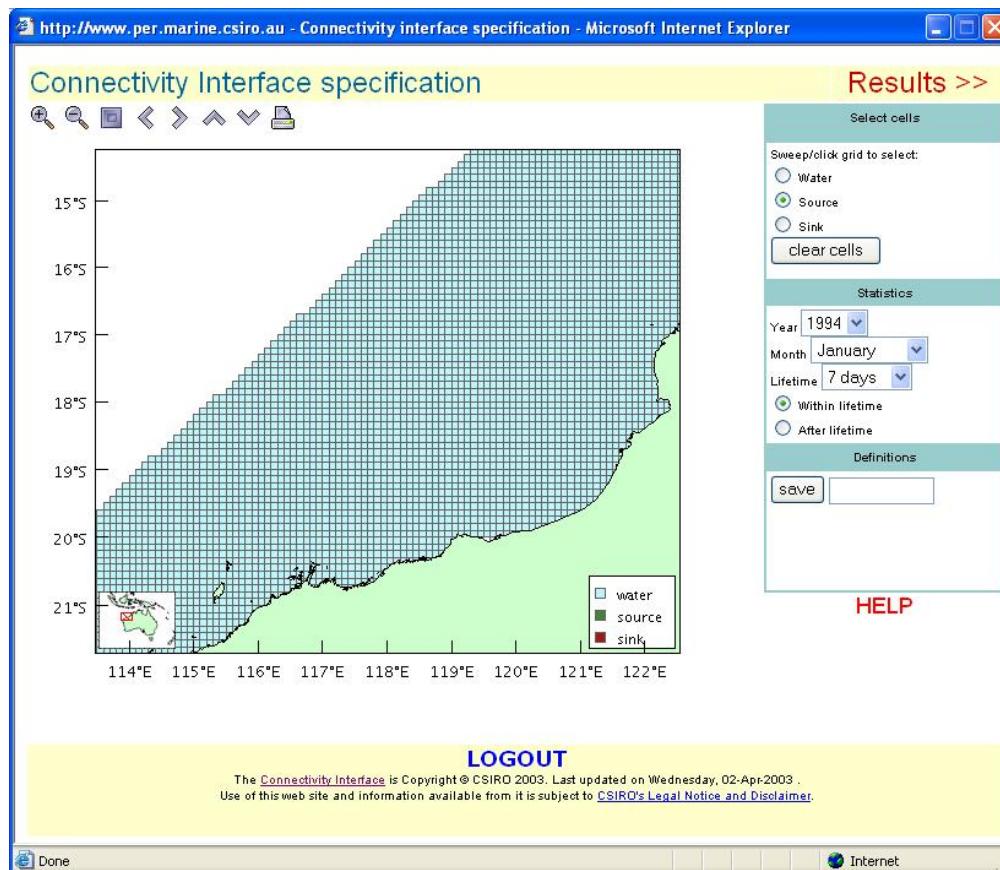 http://www.per.marine.csiro.au - Connectivity interface specification - Microsoft Internet Explorer
Connectivity Interface specification
Results >>
Select cells
Sweep/click grid to select:
Water
Source
Sink
clear cells
Statistics
Year 1994
Month January
Lifetime 7 days
Within lifetime
After lifetime
Definitions
save
HELP
15°S
16°S
17°S
18°S
19°S
20°S
21°S
water
source
sink
114°E 115°E 116°E 117°E 118°E 119°E 120°E 121°E 122°E
LOGOUT
The Connectivity Interface is Copyright © CSIRO 2003. Last updated on Wednesday, 02-Apr-2003 .
Use of this web site and information available from it is subject to CSIRO's Legal Notice and Disclaimer.
Done
Internet